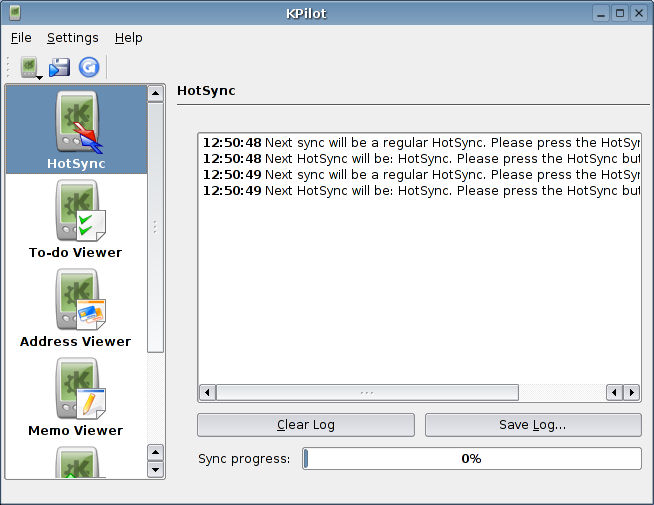 KPilot
File Settings Help
HotSync
HotSync
To-do Viewer
Address Viewer
Memo Viewer
12:50:48 Next sync will be a regular HotSync. Please press the HotSyn
12:50:48 Next HotSync will be: HotSync. Please press the HotSync but
12:50:49 Next sync will be a regular HotSync. Please press the HotSyn
12:50:49 Next HotSync will be: HotSync. Please press the HotSync but
Clear Log Save Log...
Sync progress: 0%